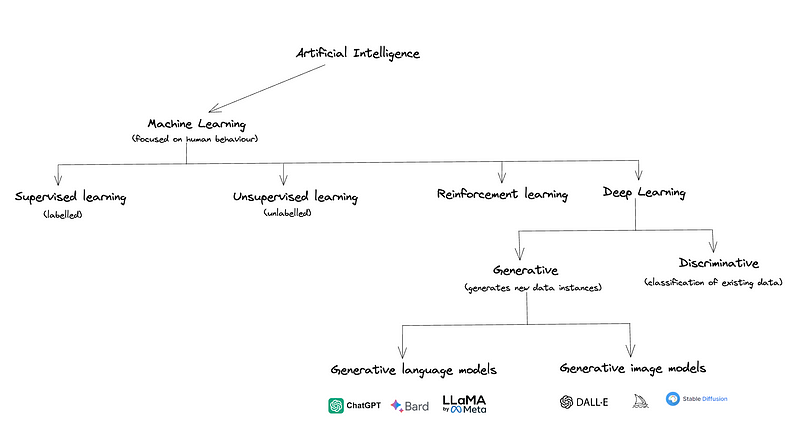 Artificial Intelligence
Machine Learning
(focused on human behaviour)
Supervised learning
(labelled)
Unsupervised learning
(unlabelled)
Reinforcement learning
Deep Learning
Generative
(generates new data instances)
Discriminative
(classification of existing data)
Generative language models
Generative image models
ChatGPT
Bard
LLaMA
by Meta
DALL·E
Stable Diffusion